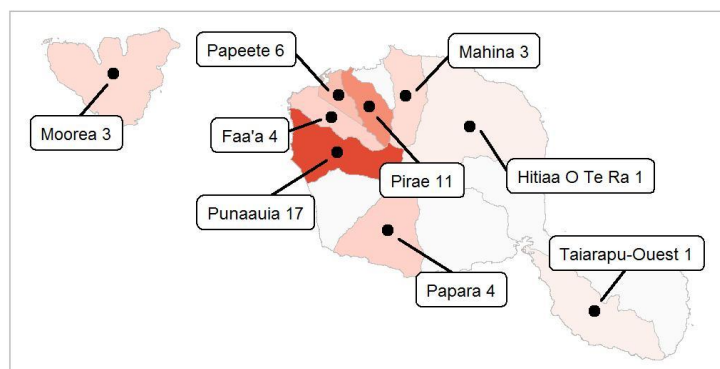 Papeete 6
Mahina 3
Moorea 3
Faa'a 4
Pirae 11
Hitiaa O Te Ra 1
Punaauia 17
Taiarapu-Ouest 1
Papara 4